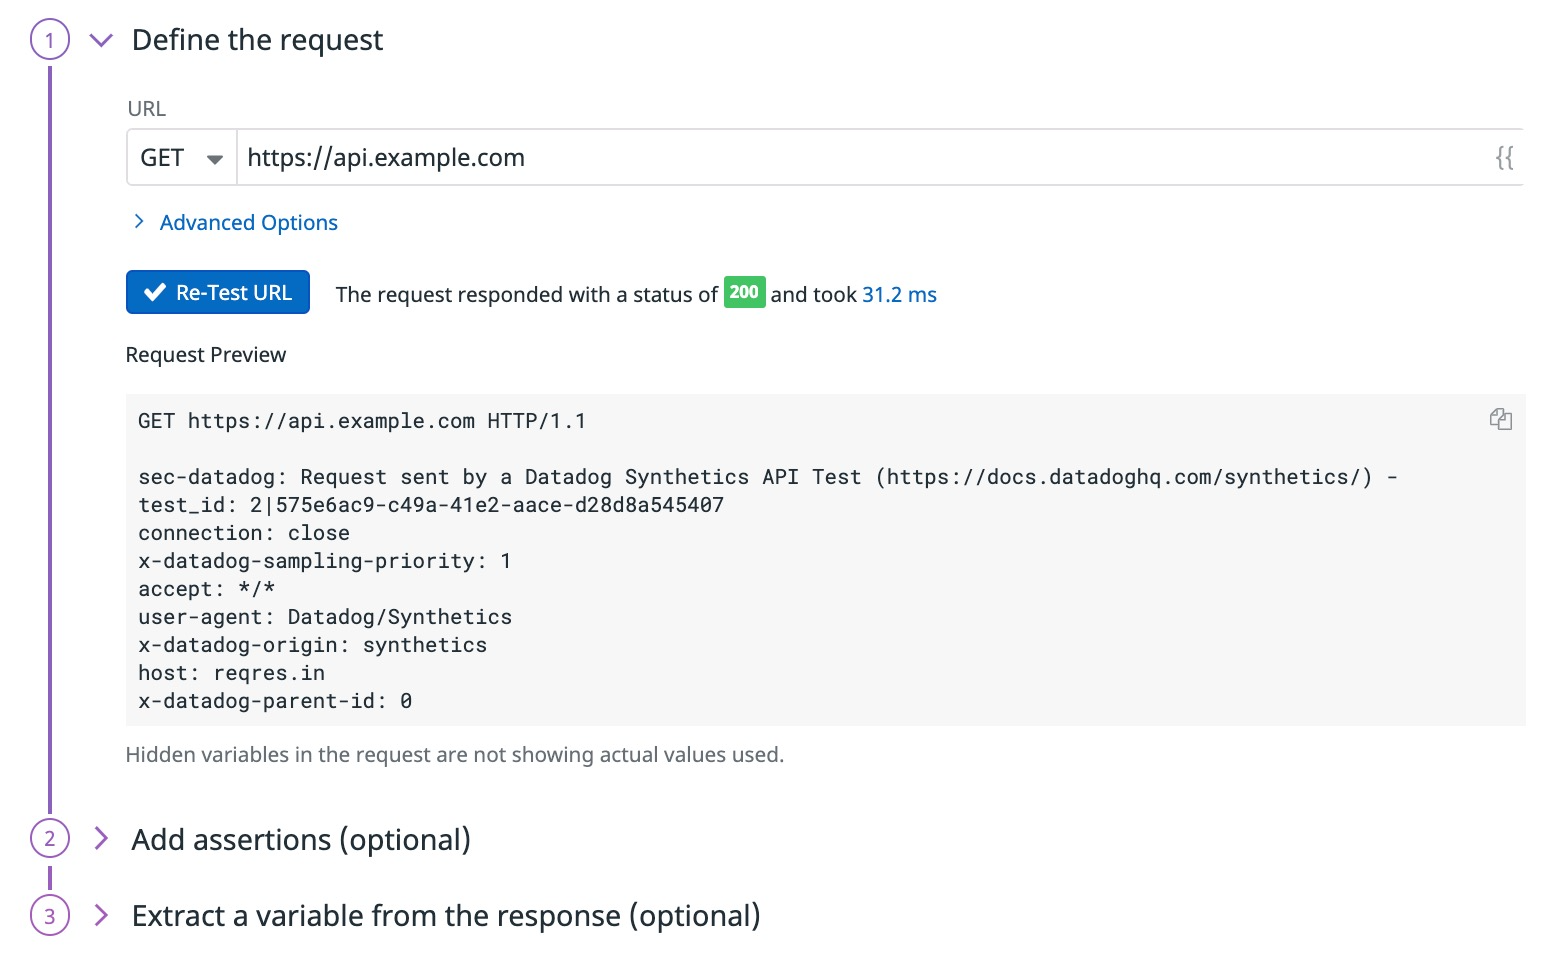 1 Define the request
URL
GET https://api.example.com {{
Advanced Options
Re-Test URL The request responded with a status of 200 and took 31.2 ms
Request Preview
GET https://api.example.com HTTP/1.1
sec-datadog: Request sent by a Datadog Synthetics API Test (https://docs.datadoghq.com/synthetics/) -
test_id: 2|575e6ac9-c49a-41e2-aace-d28d8a545407
connection: close
x-datadog-sampling-priority: 1
accept: */*
user-agent: Datadog/Synthetics
x-datadog-origin: synthetics
host: reqres.in
x-datadog-parent-id: 0
Hidden variables in the request are not showing actual values used.
2 Add assertions (optional)
3 Extract a variable from the response (optional)